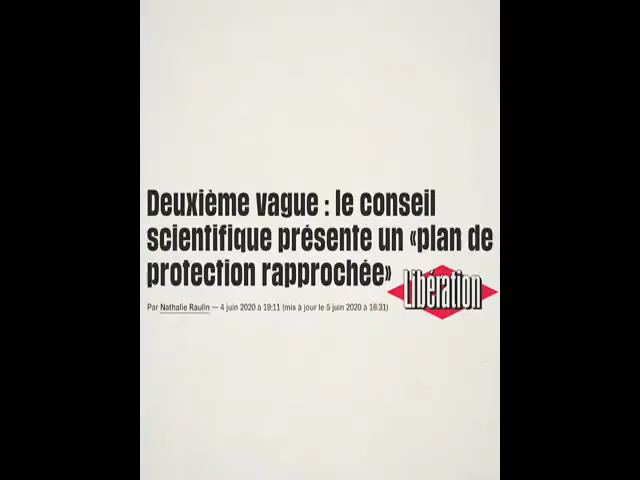 Deuxième vague : le conseil
scientifique présente un «plan de
protection rapprochée»
Libération
Par Nathalie Raulin — 4 juin 2020 à 19:11 (mis à jour le 5 juin 2020 à 16:31)